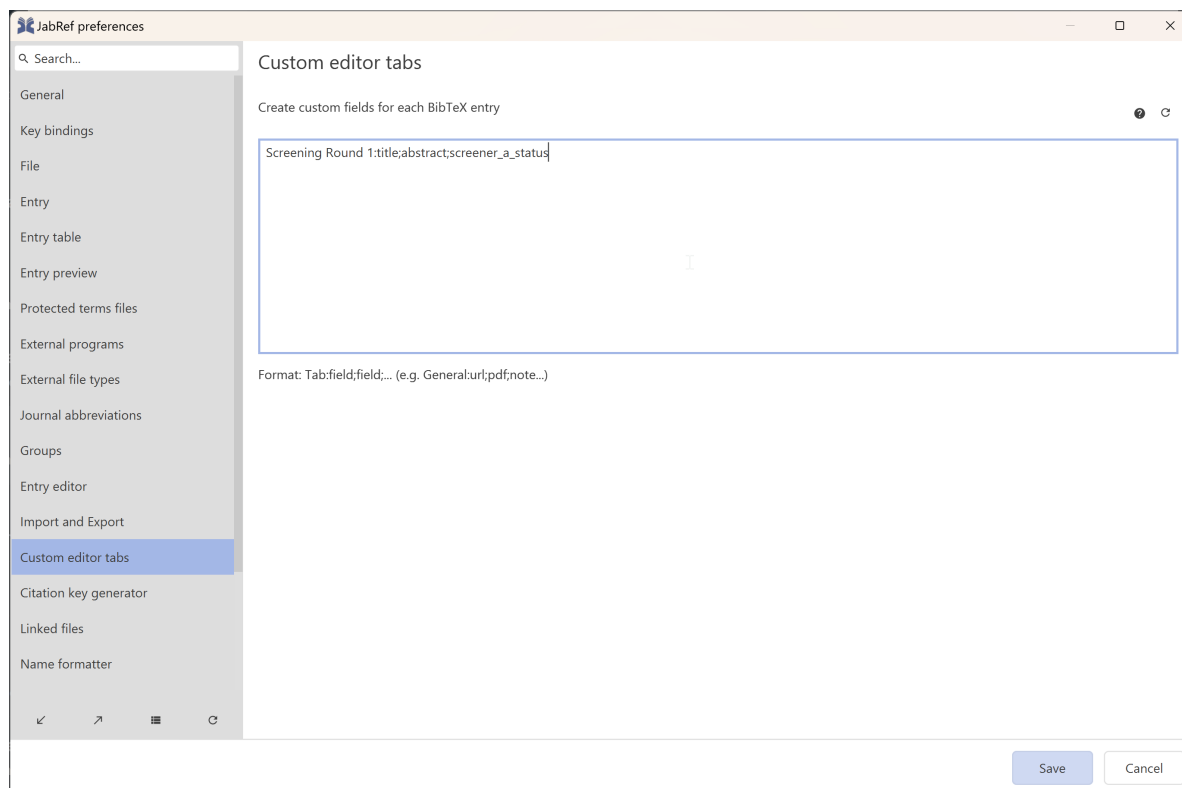 JabRef preferences
Search...
General
Key bindings
File
Entry
Entry table
Entry preview
Protected terms files
External programs
External file types
Journal abbreviations
Groups
Entry editor
Import and Export
Custom editor tabs
Citation key generator
Linked files
Name formatter
Custom editor tabs
Create custom fields for each BibTeX entry
Screening Round 1:title;abstract;screener_a_status
Format: Tab:field;field;... (e.g. General:url;pdf;note...)
Save
Cancel